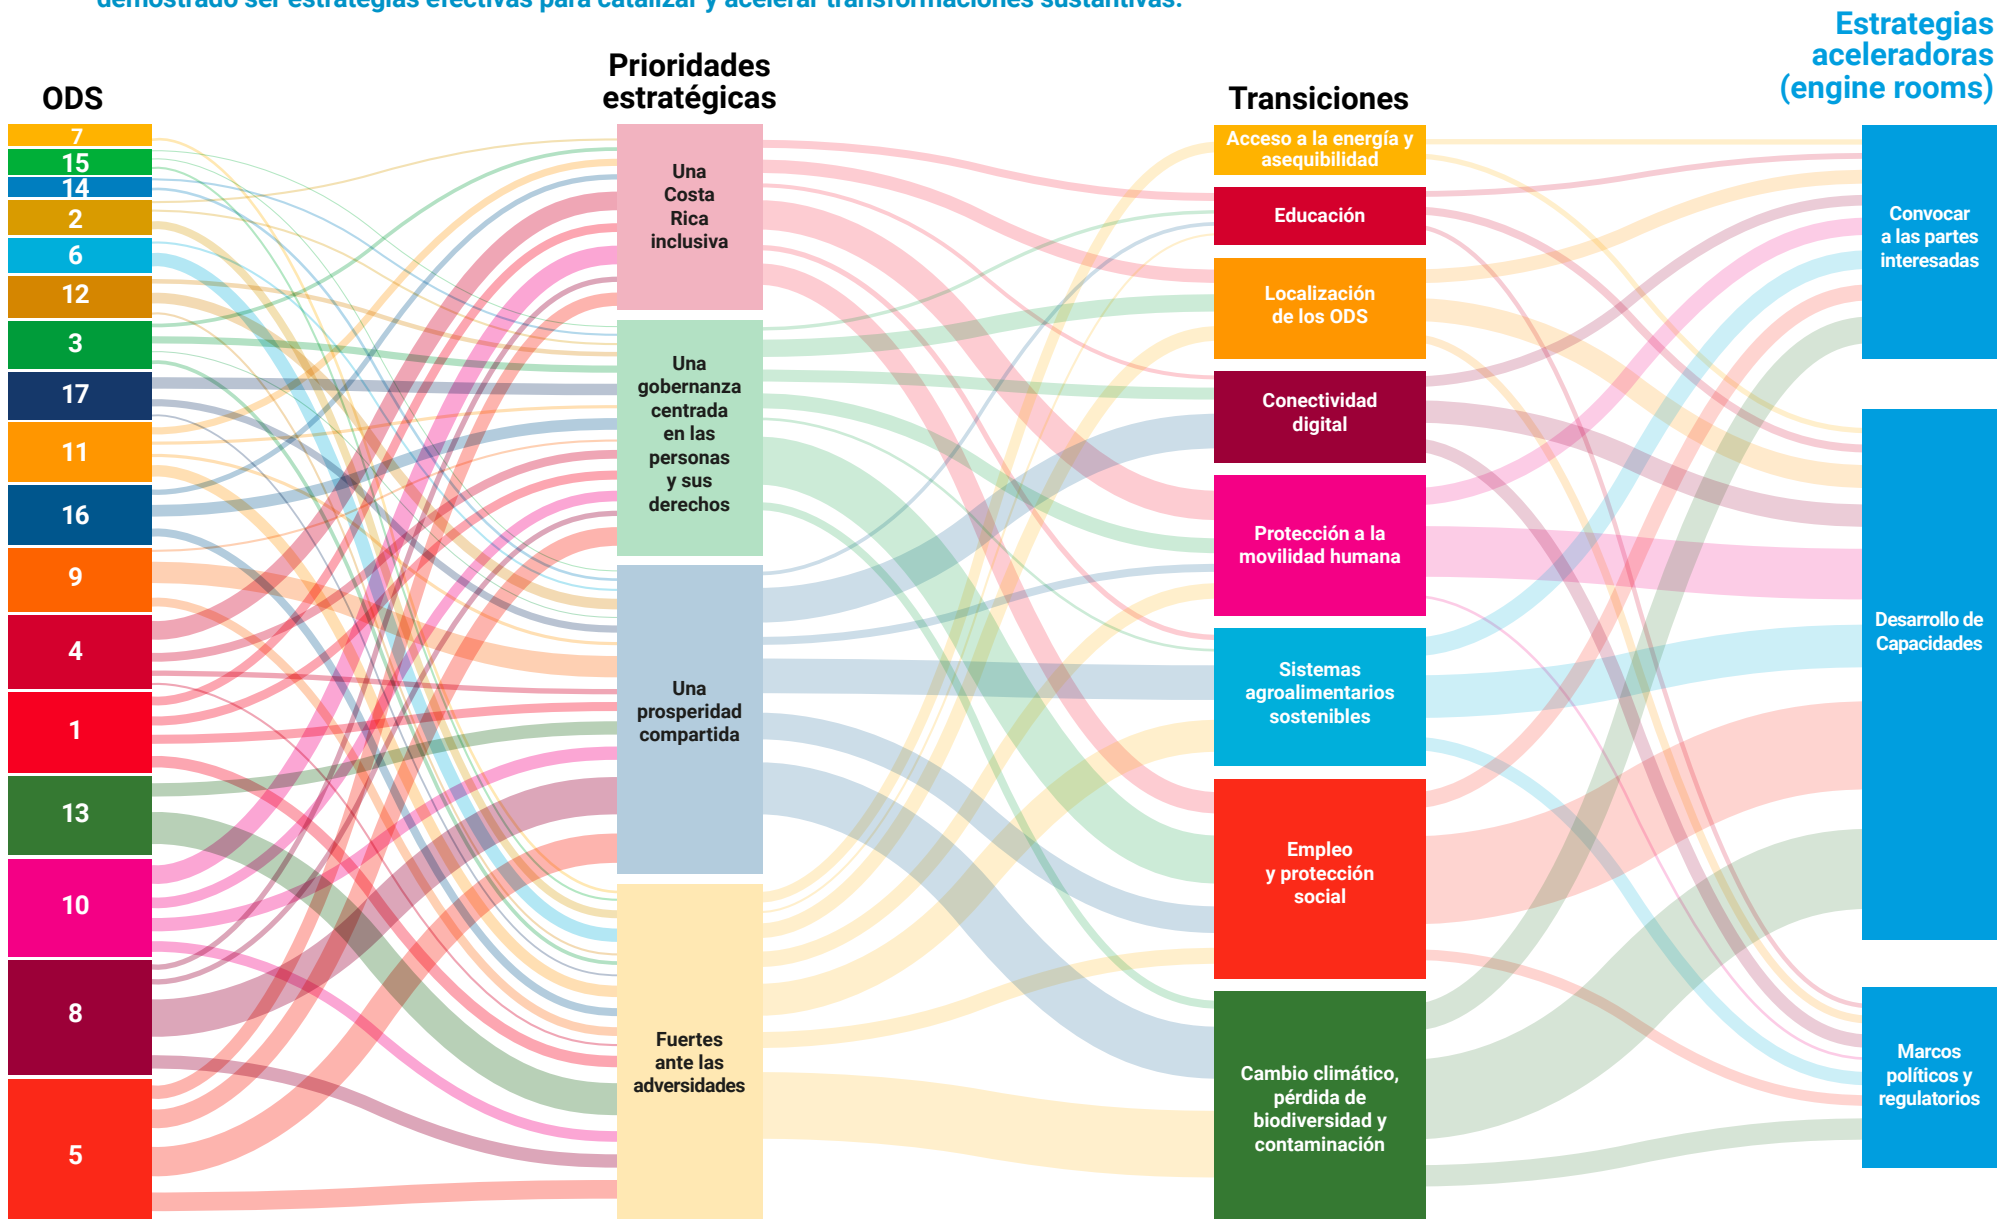 demostrado ser estrategias efectivas para catalizar y acelerar transformaciones sustantivas.
ODS
7
15
14
2
6
12
3
17
11
16
9
4
1
13
10
8
5
Prioridades
estratégicas
Una
Costa
Rica
inclusiva
Una
gobernanza
centrada
en las
personas
y sus
derechos
Una
prosperidad
compartida
Fuertes
ante las
adversidades
Transiciones
Acceso a la energía y
asequibilidad
Educación
Localización
de los ODS
Conectividad
digital
Protección a la
movilidad humana
Sistemas
agroalimentarios
sostenibles
Empleo
y protección
social
Cambio climático,
pérdida de
biodiversidad y
contaminación
Estrategias
aceleradoras
(engine rooms)
Convocar
a las partes
interesadas
Desarrollo de
Capacidades
Marcos
políticos y
regulatorios